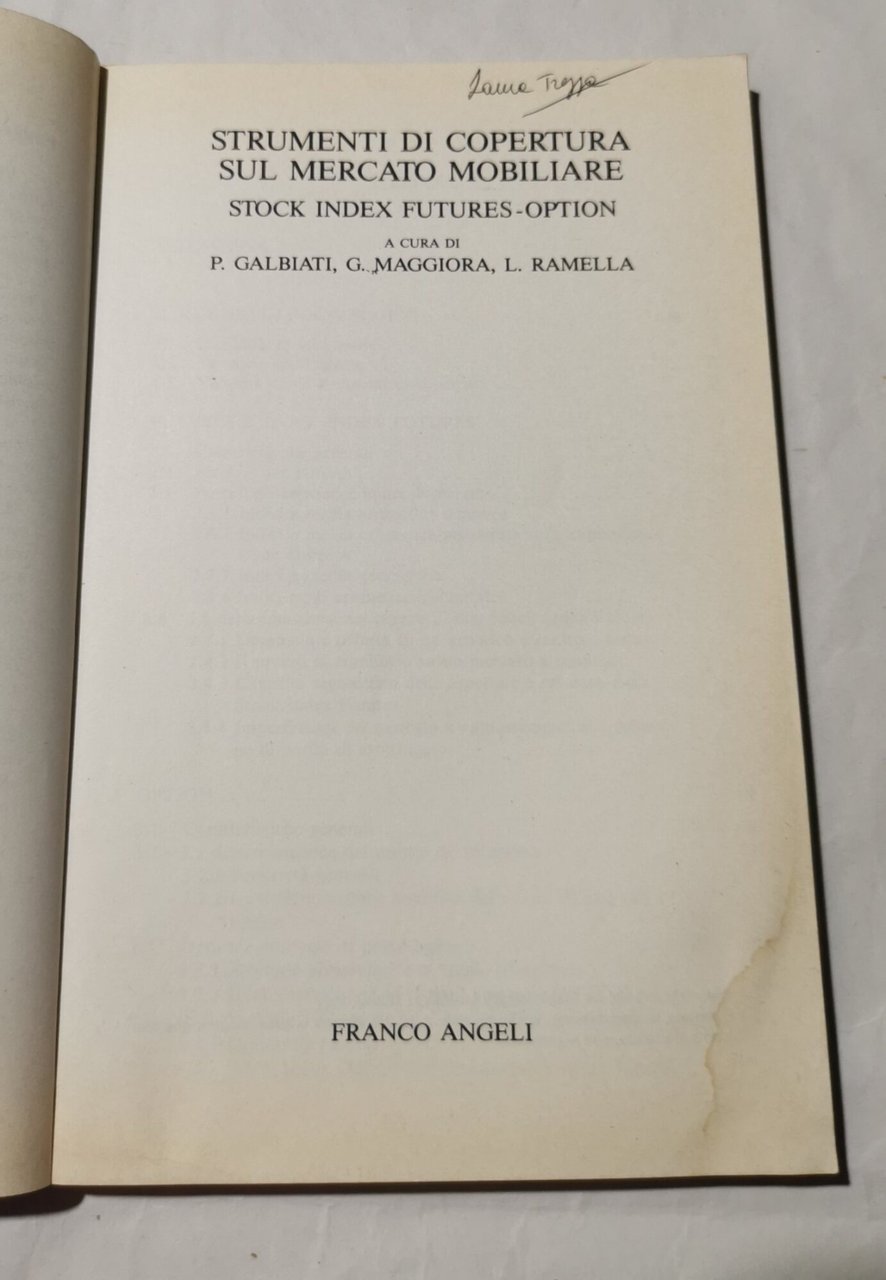 STRUMENTI DI COPERTURA
SUL MERCATO MOBILIARE
STOCK INDEX FUTURES-OPTION
A CURA DI
P. GALBIATI, G. MAGGIORA, L. RAMELLA
FRANCO ANGELI